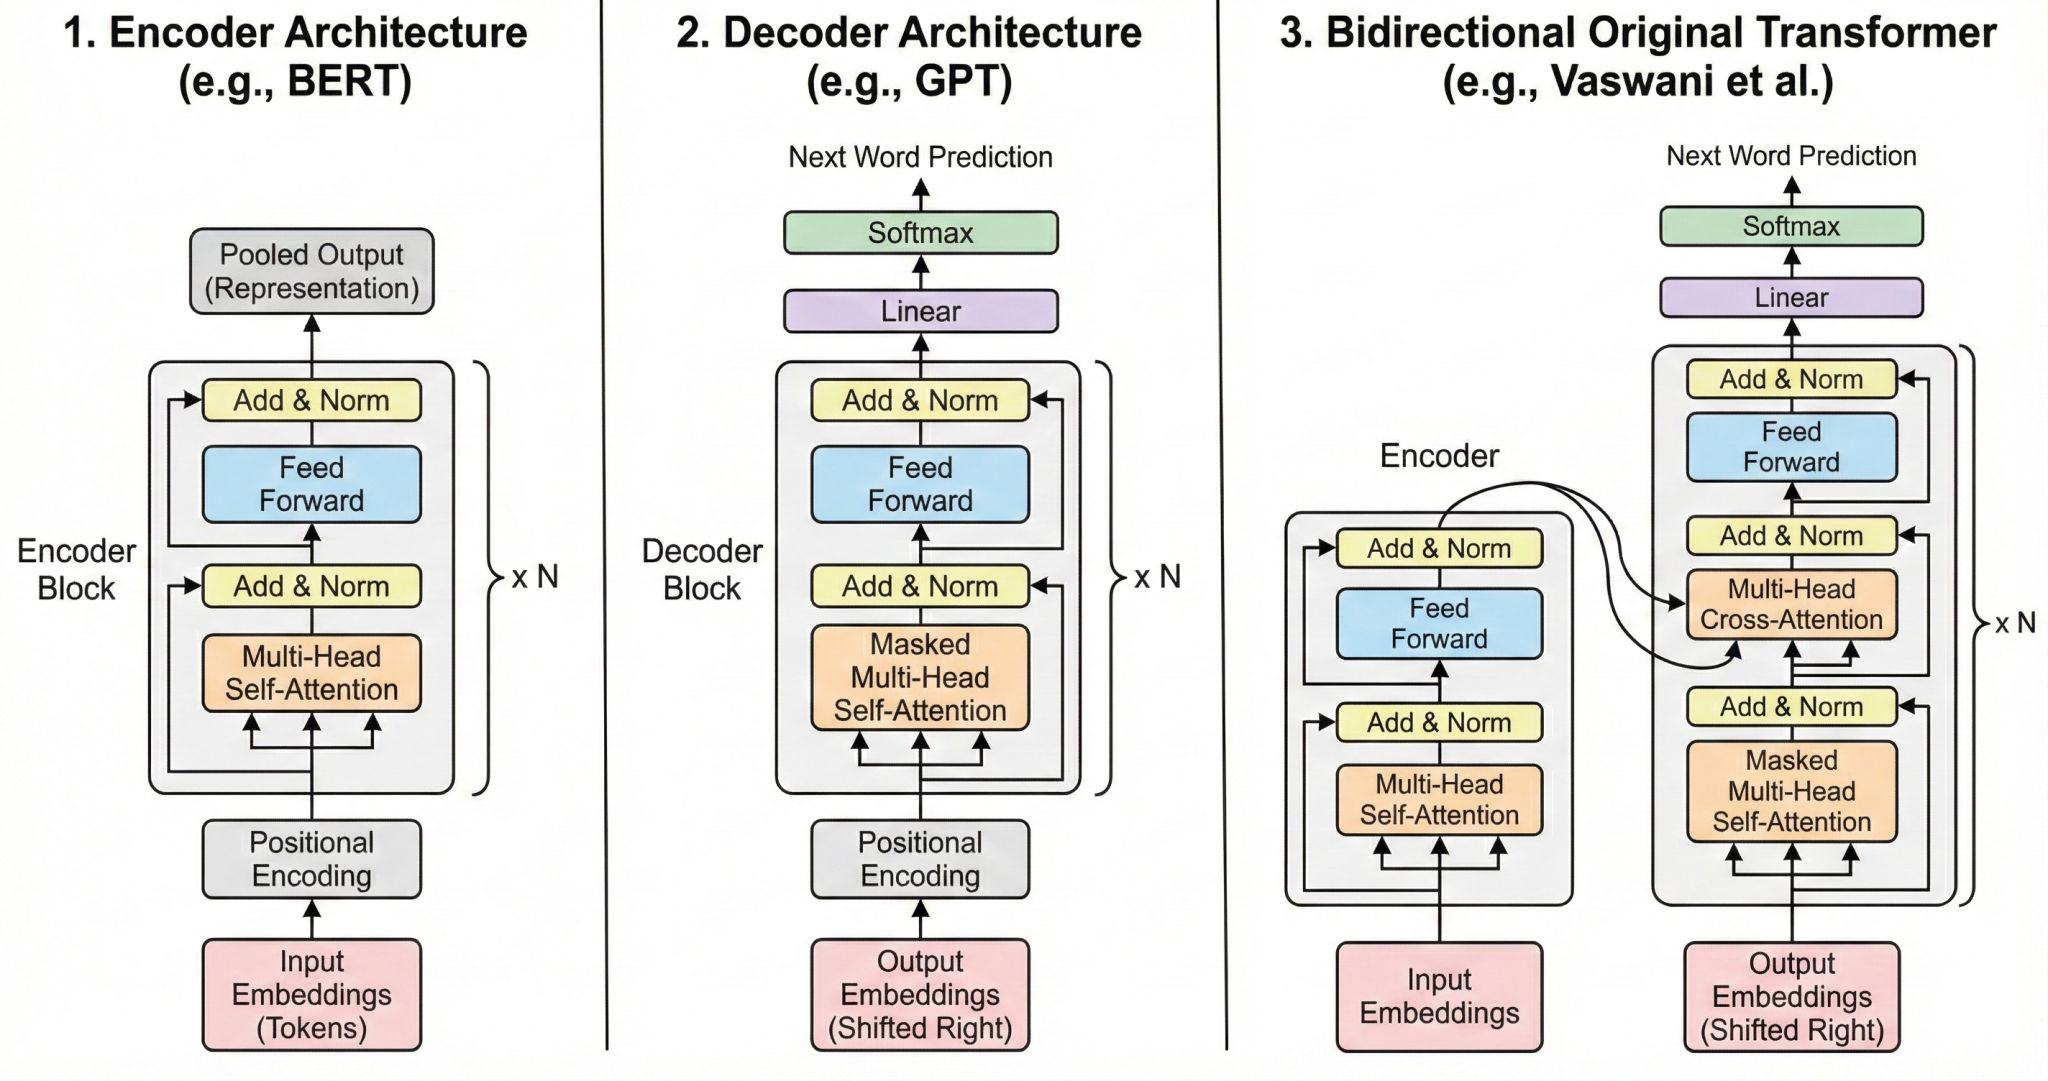 1. Encoder Architecture
(e.g., BERT)
Pooled Output
(Representation)
Add & Norm
Feed
Forward
Encoder
Block
x N
Add & Norm
Multi-Head
Self-Attention
Positional
Encoding
Input
Embeddings
(Tokens)
2. Decoder Architecture
(e.g., GPT)
Next Word Prediction
Softmax
Linear
Add & Norm
Feed
Forward
Decoder
Block
x N
Add & Norm
Masked
Multi-Head
Self-Attention
Positional
Encoding
Output
Embeddings
(Shifted Right)
3. Bidirectional Original Transformer
(e.g., Vaswani et al.)
Encoder
Add & Norm
Feed
Forward
Add & Norm
Multi-Head
Self-Attention
Input
Embeddings
Next Word Prediction
Softmax
Linear
Add & Norm
Feed
Forward
Add & Norm
Multi-Head
Cross-Attention
x N
Add & Norm
Masked
Multi-Head
Self-Attention
Output
Embeddings
(Shifted Right)